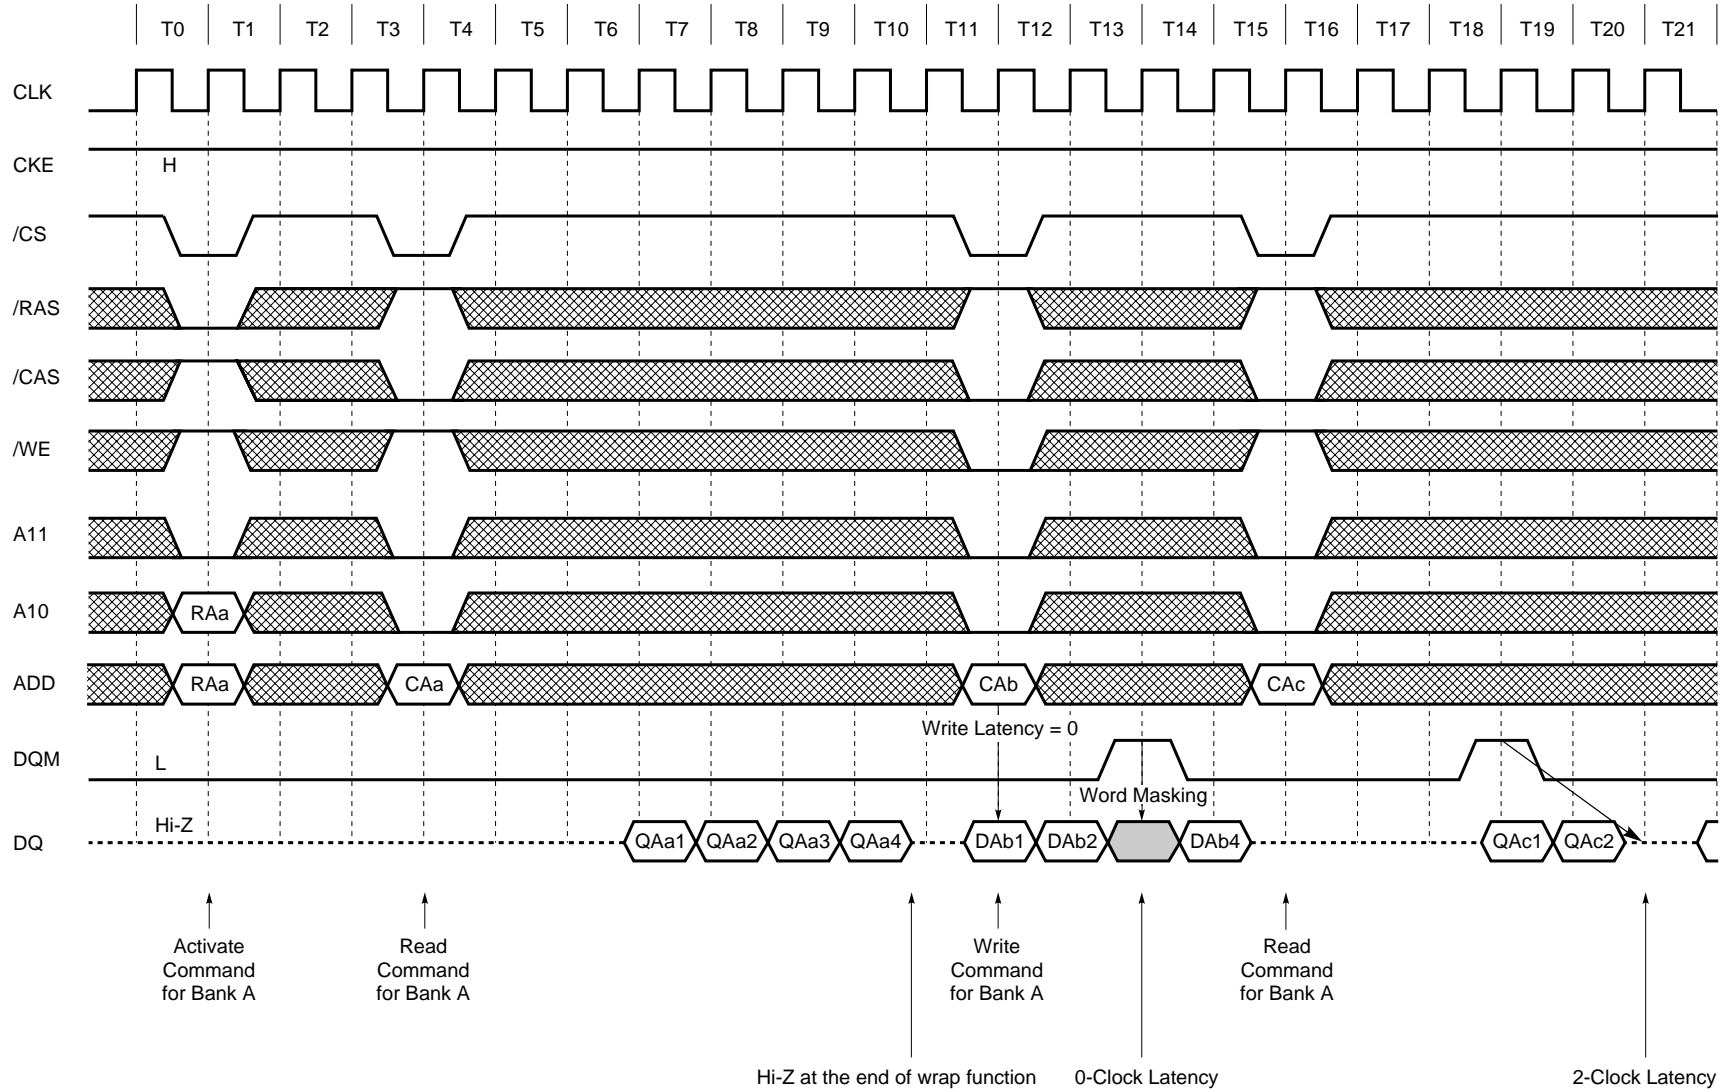 T0 T1 T2 T3 T4 T5 T6 T7 T8 T9 T10 T11 T12 T13 T14 T15 T16 T17 T18 T19 T20 T21
CLK
CKE H
/CS
/RAS
/CAS
/WE
A11
A10 RAa
ADD RAa CAa CAb CAc
Write Latency = 0
DQM L
Word Masking
Hi-Z
DQ QAa1 QAa2 QAa3 QAa4 DAb1 DAb2 DAb4 QAc1 QAc2
Activate
Command
for Bank A
Read
Command
for Bank A
Write
Command
for Bank A
Read
Command
for Bank A
Hi-Z at the end of wrap function
0-Clock Latency
2-Clock Latency